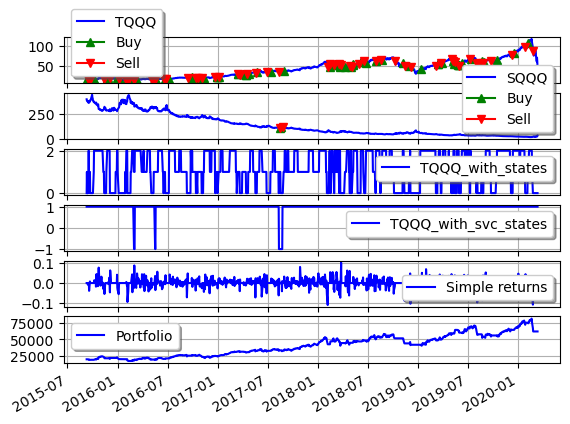 TQQQ
Buy
Sell
100
50
SQQQ
Buy
Sell
250
0
2
0
TQQQ_with_states
1
0
−1
TQQQ_with_svc_states
0.1
0.0
−0.1
Simple returns
75000
50000
25000
Portfolio
2015-07
2016-01
2016-07
2017-01
2017-07
2018-01
2018-07
2019-01
2019-07
2020-01